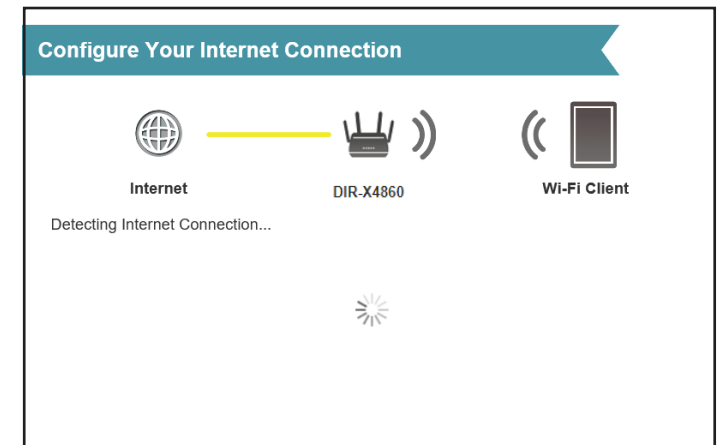 Configure Your Internet Connection
Internet
DIR-X4860
Wi-Fi Client
Detecting Internet Connection...